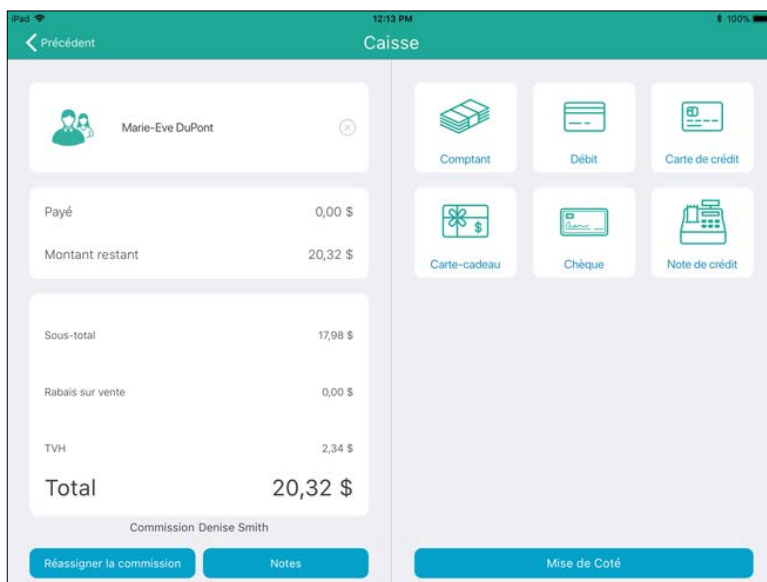 iPad 12:13 PM 100%
Précédent
Caisse
Marie-Eve DuPont
Payé 0,00 $
Montant restant 20,32 $
Sous-total 17,98 $
Rabais sur vente 0,00 $
TVH 2,34 $
Total 20,32 $
Commission Denise Smith
Réassigner la commission
Notes
Comptant
Débit
Carte de crédit
$
Carte-cadeau
Chèque
Note de crédit
Mise de Coté